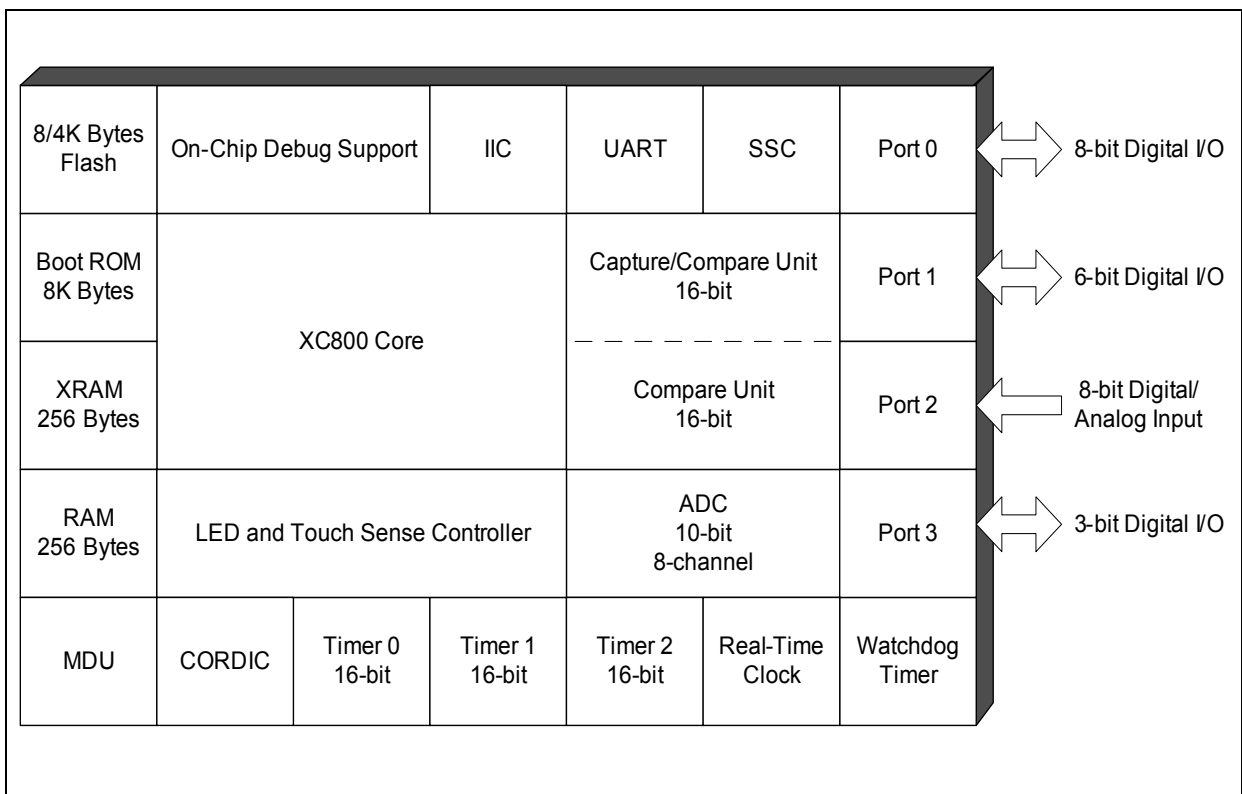 8/4K Bytes
Flash
On-Chip Debug Support
IIC
UART
SSC
Port 0
8-bit Digital I/O
Boot ROM
8K Bytes
XC800 Core
Capture/Compare Unit
16-bit
Port 1
6-bit Digital I/O
XRAM
256 Bytes
Compare Unit
16-bit
Port 2
8-bit Digital/
Analog Input
RAM
256 Bytes
LED and Touch Sense Controller
ADC
10-bit
8-channel
Port 3
3-bit Digital I/O
MDU
CORDIC
Timer 0
16-bit
Timer 1
16-bit
Timer 2
16-bit
Real-Time
Clock
Watchdog
Timer